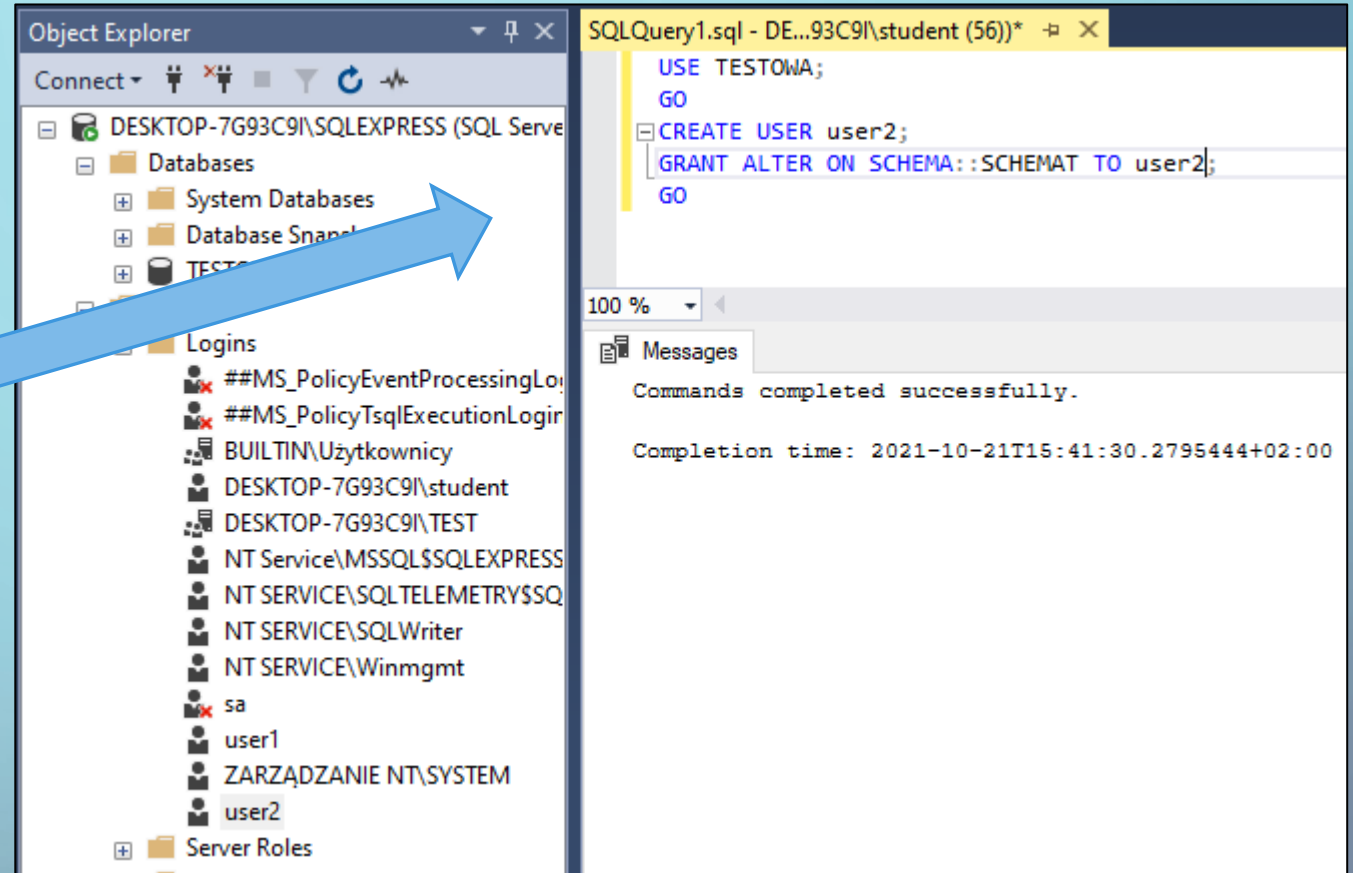 Object Explorer
Connect
DESKTOP-7G93C9I\SQLEXPRESS (SQL Serve
Databases
System Databases
Database
Logins
##MS_PolicyEventProcessingLo
##MS_PolicyTsqlExecutionLogin
BUILTIN\Użytkownicy
DESKTOP-7G93C9I\student
DESKTOP-7G93C9I\TEST
NT Service\MSSQL$SQLEXPRESS
NT SERVICE\SQLTELEMETRY$SQ
NT SERVICE\SQLWriter
NT SERVICE\Winmgmt
sa
user1
ZARZĄDZANIE NT\SYSTEM
user2
Server Roles
SQLQuery1.sql - DE...93C9I\student (56))*
USE TESTOWA;
GO
CREATE USER user2;
GRANT ALTER ON SCHEMA::SCHEMAT TO user2;
GO
100 %
Messages
Commands completed successfully.
Completion time: 2021-10-21T15:41:30.2795444+02:00